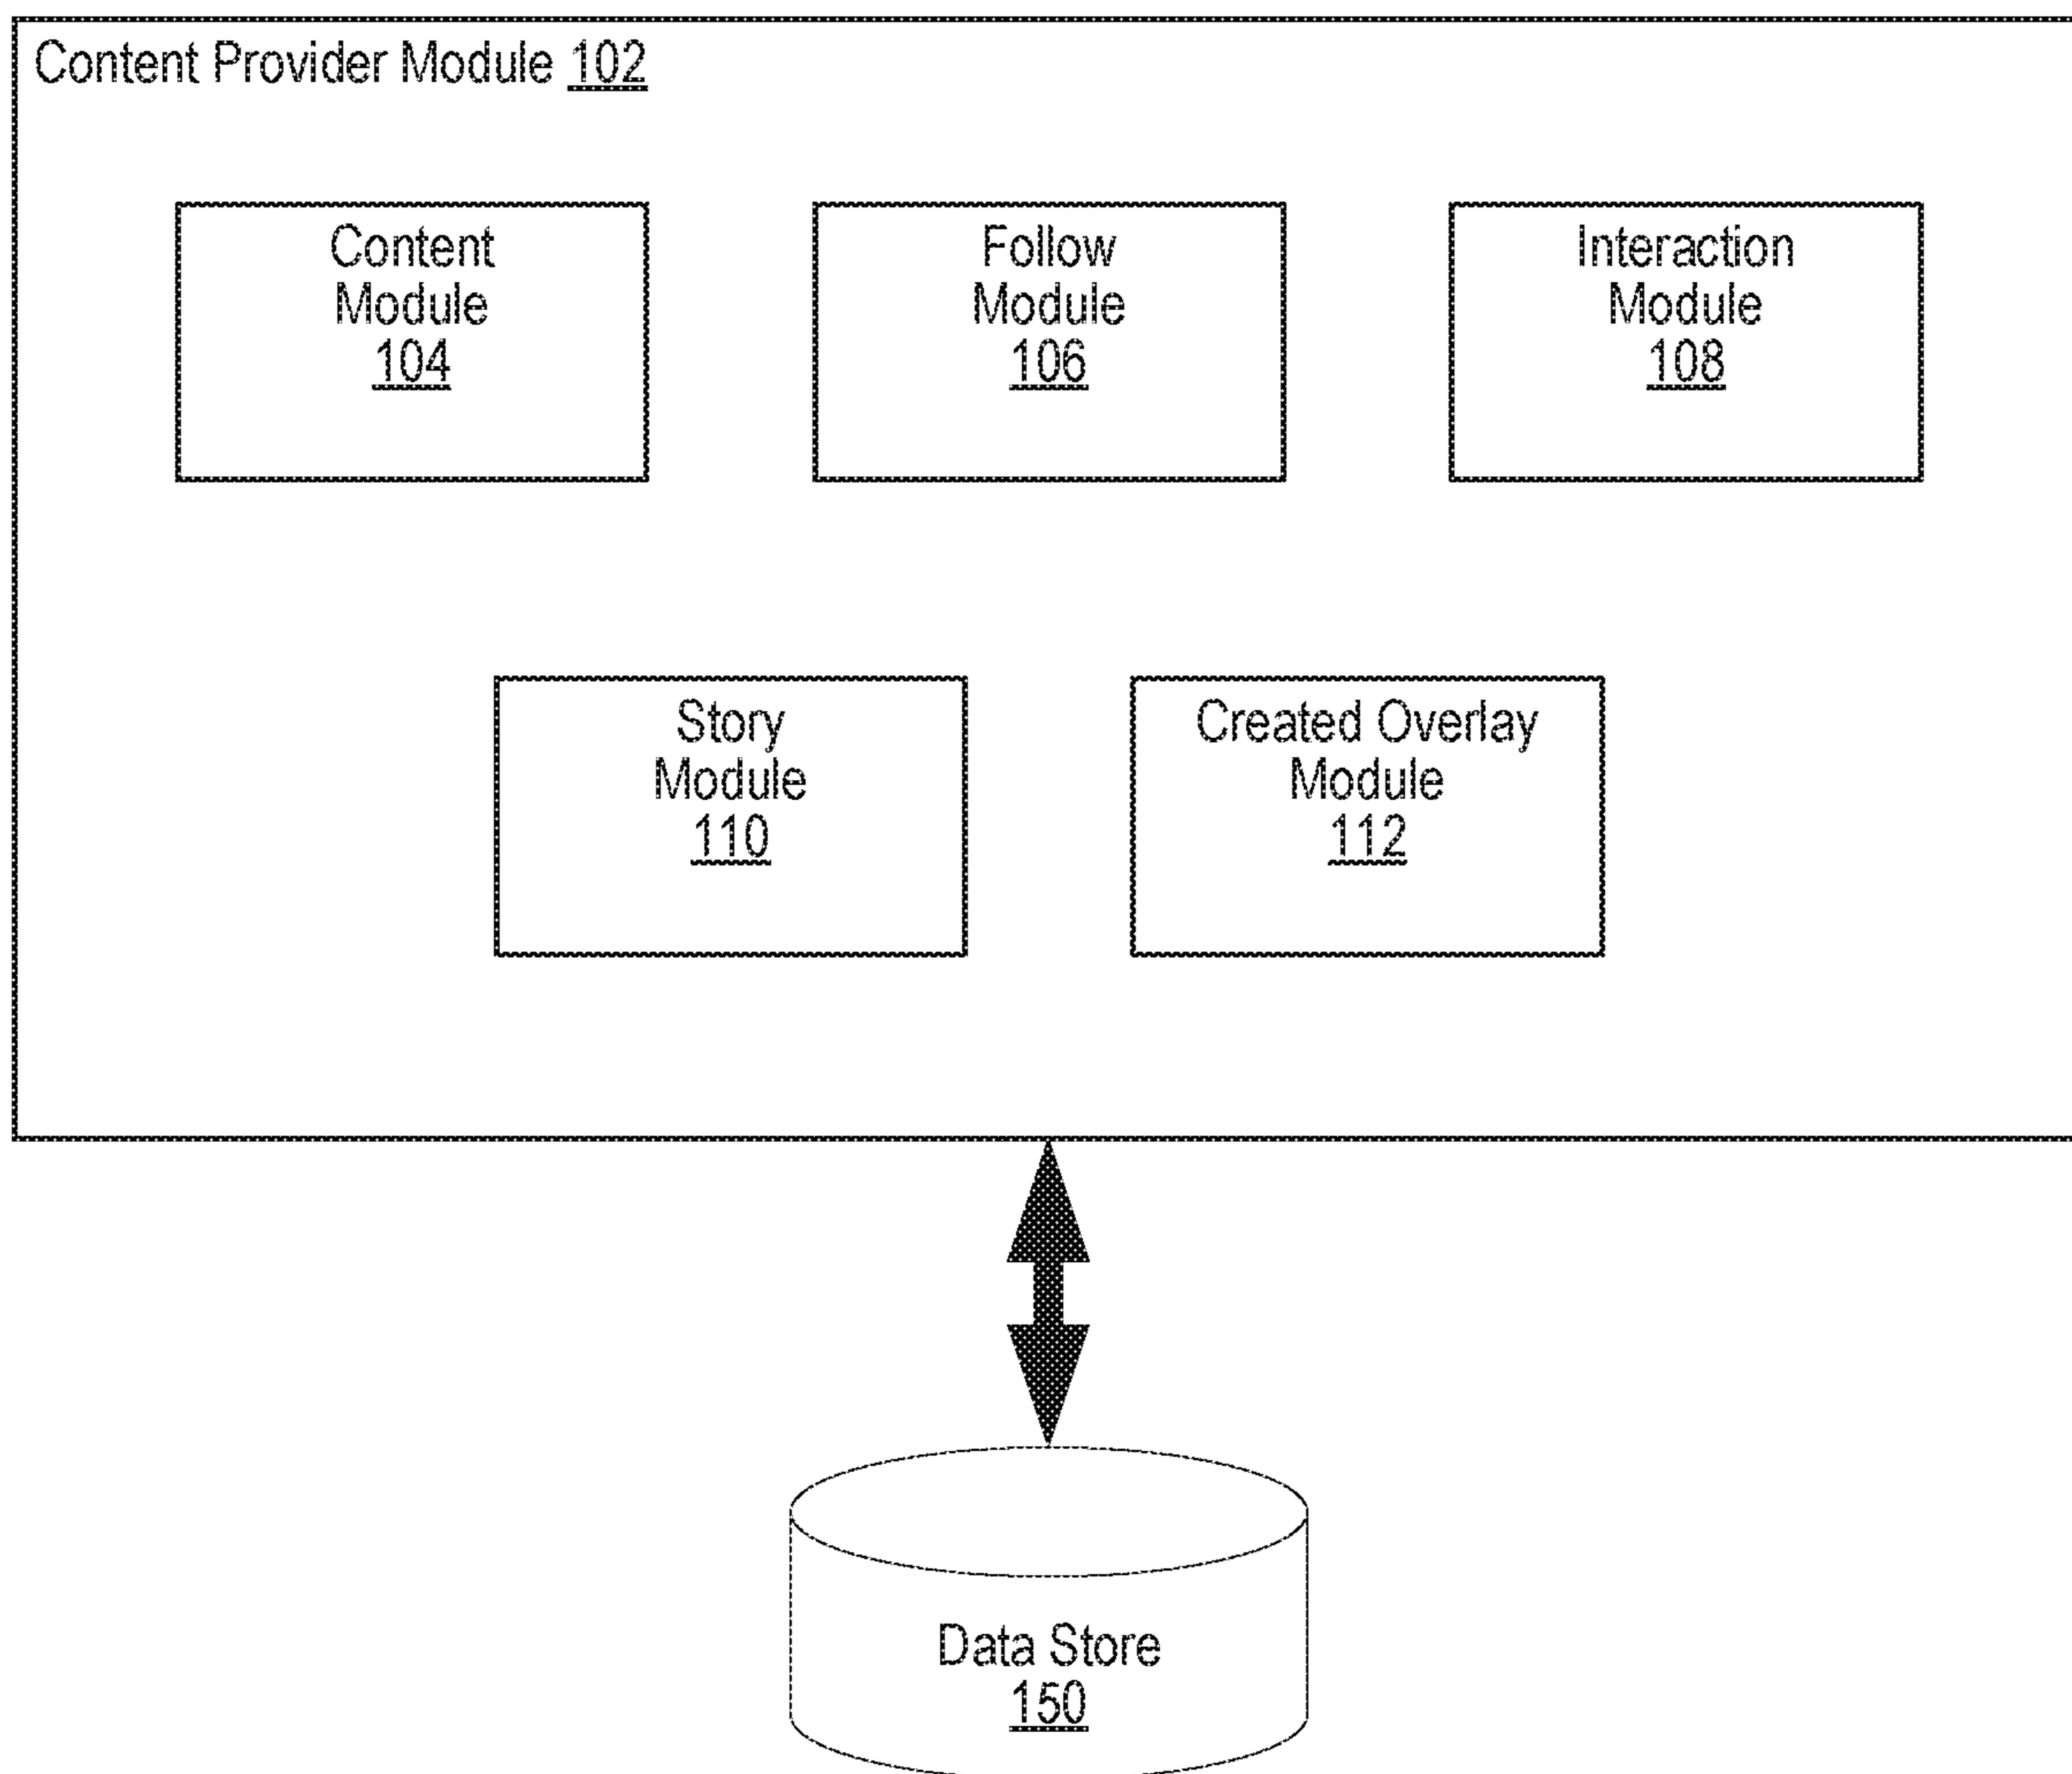 Content Provider Module 102
Content
Module
104
Follow
Module
106
Interaction
Module
108
Story
Module
110
Created Overlay
Module
112
Data Store
150